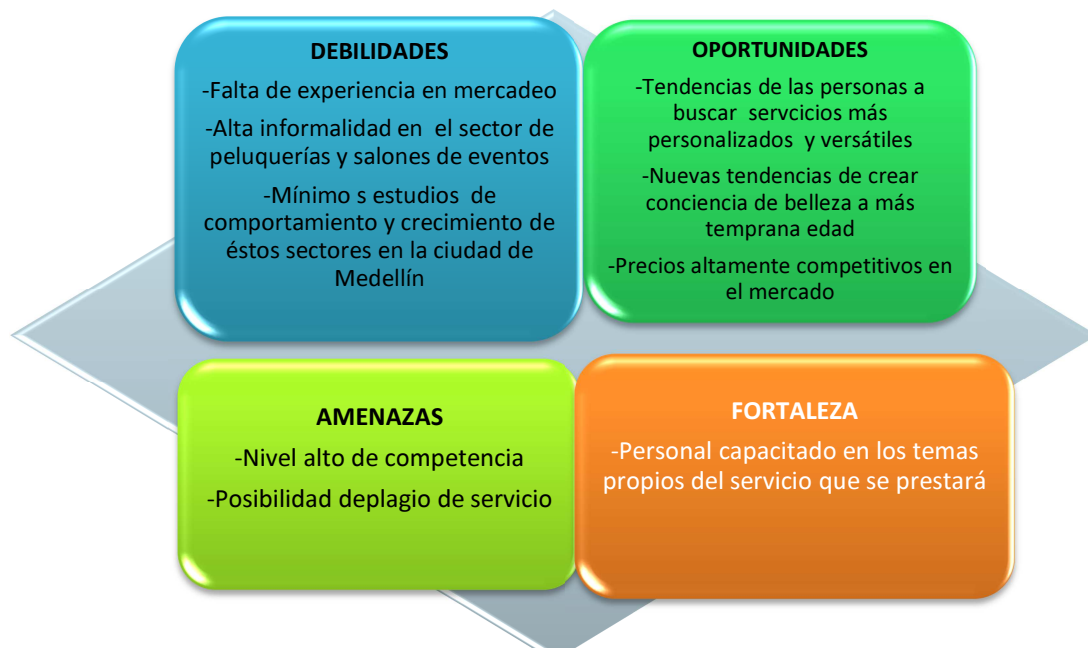 DEBILIDADES
-Falta de experiencia en mercadeo
-Alta informalidad en el sector de
peluquerías y salones de eventos
-Mínimo s estudios de
comportamiento y crecimiento de
éstos sectores en la ciudad de
Medellín
OPORTUNIDADES
-Tendencias de las personas a
buscar servcicios más
personalizados y versátiles
-Nuevas tendencias de crear
conciencia de belleza a más
temprana edad
-Precios altamente competitivos en
el mercado
AMENAZAS
-Nivel alto de competencia
-Posibilidad deplagio de servicio
FORTALEZA
-Personal capacitado en los temas
propios del servicio que se prestará